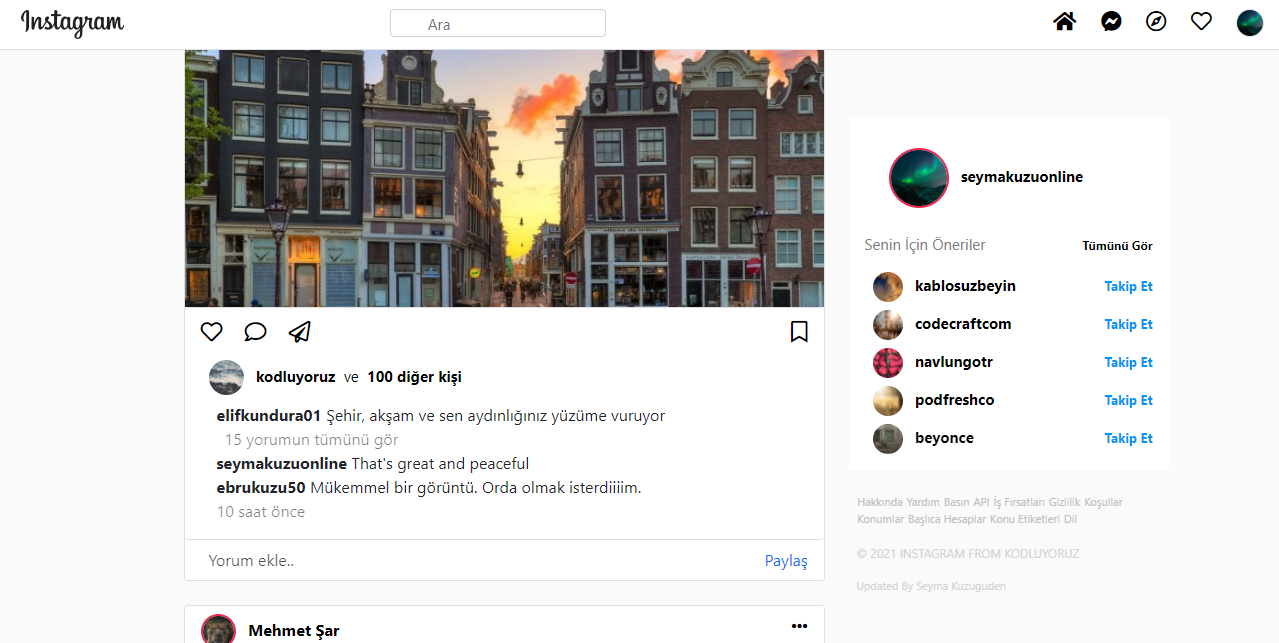 Instagram
Ara
kodluyoruz ve 100 diğer kişi
elifkundura01 Şehir, akşam ve sen aydınlığınız yüzüme vuruyor
15 yorumun tümünü gör
seymakuzuonline That's great and peaceful
ebrukuzu50 Mükemmel bir görüntü. Orda olmak isterdiiiim.
10 saat önce
Yorum ekle..
Paylaş
Mehmet Şar
seymakuzuonline
Senin İçin Öneriler
Tümünü Gör
kablosuzbeyin
Takip Et
codecraftcom
Takip Et
navlungotr
Takip Et
podfreshco
Takip Et
beyonce
Takip Et
Hakkında Yardım Basın API İş Fırsatları Gizlilik Koşullar
Konumlar Başlıca Hesaplar Konu Etiketleri Dil
© 2021 INSTAGRAM FROM KODLUYORUZ
Updated By Seyma Kuzuguden